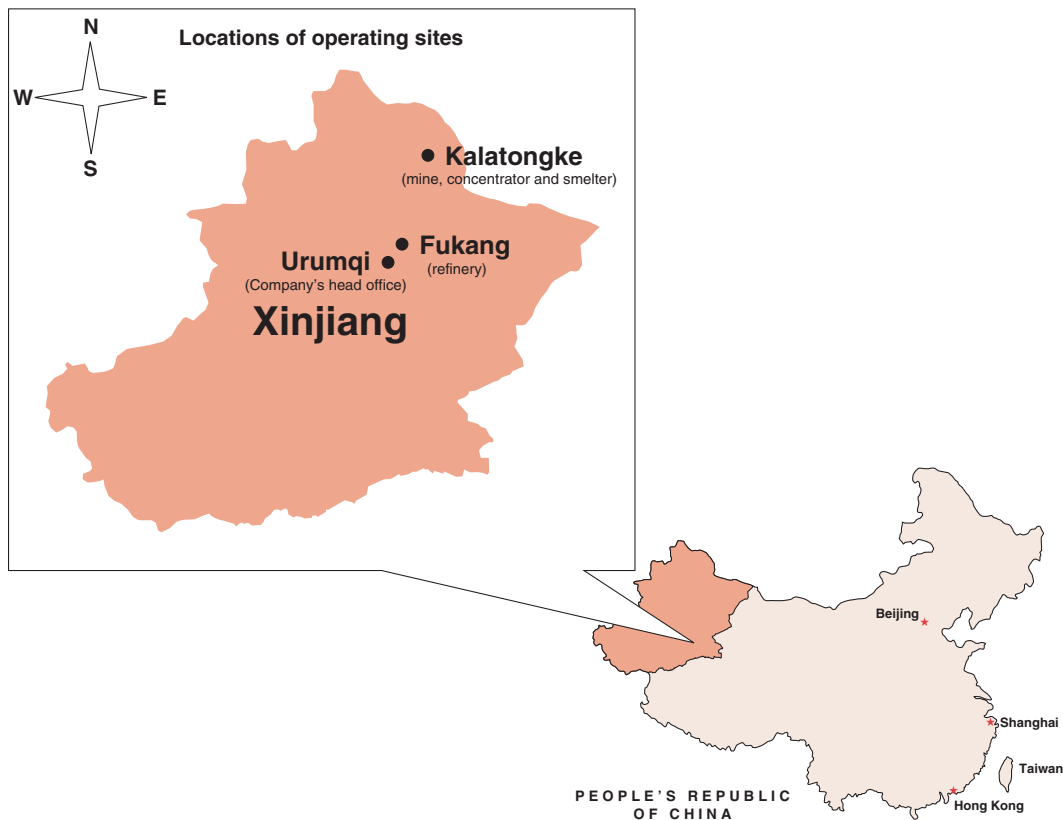 Locations of operating sites
N
W
E
S
Kalatongke
(mine, concentrator and smelter)
Fukang
(refinery)
Urumqi
(Company's head office)
Xinjiang
Beijing
Shanghai
Taiwan
Hong Kong
PEOPLE'S REPUBLIC
OF CHINA